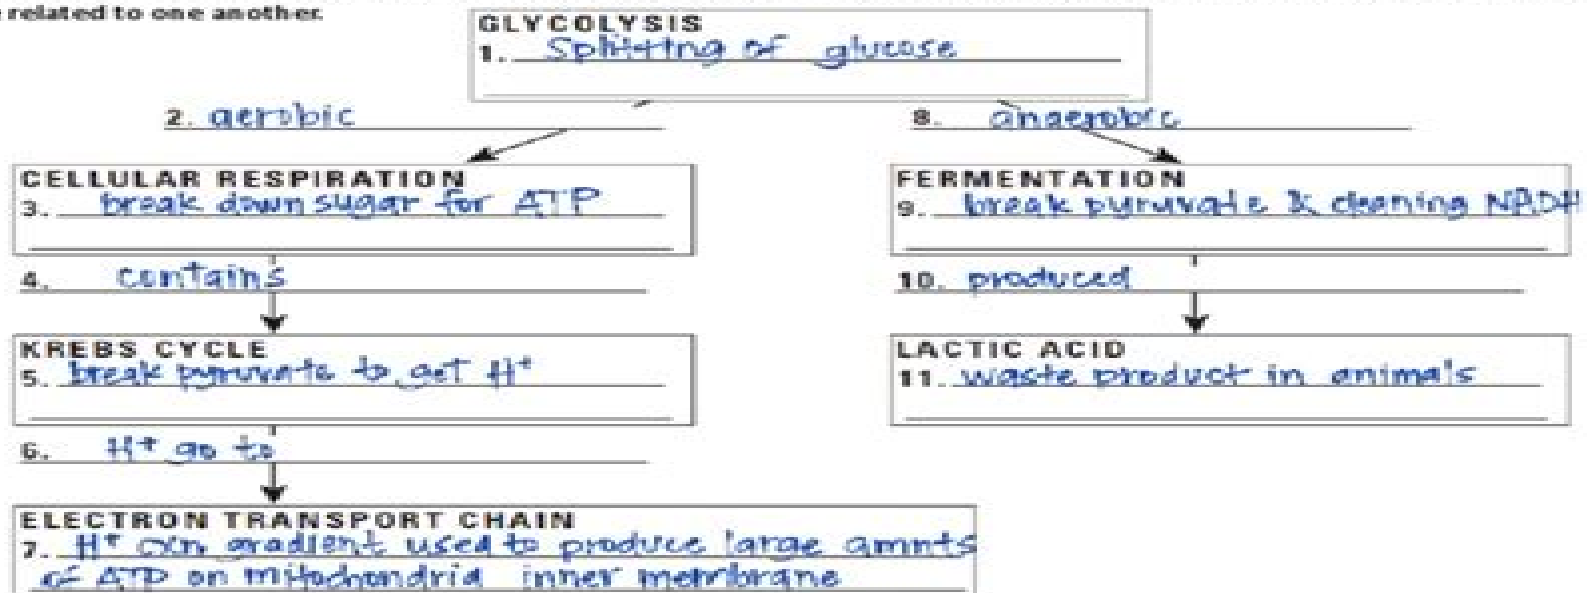 related to one another.
GLYCOLYSIS
1. Splitting of glucose
2. aerobic
8. anaerobic
CELLULAR RESPIRATION
3. break down sugar for ATP
FERMENTATION
9. break pyruvate & cleaning NADH
4. contains
10. produced
KREBS CYCLE
5. break pyruvate to get H+
LACTIC ACID
11. waste product in animals
6. H+ go to
ELECTRON TRANSPORT CHAIN
7. H+ gradient used to produce large amnts
of ATP on mitochondria inner membrane